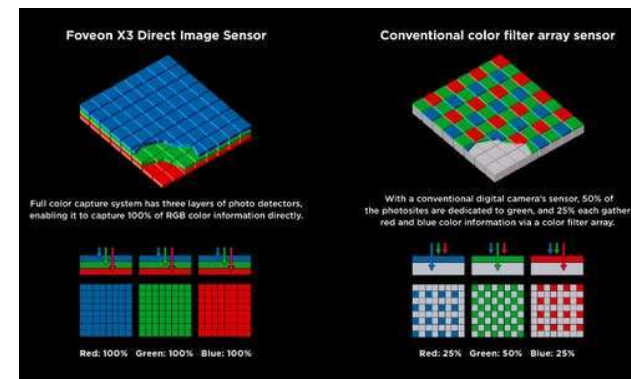 Foveon X3 Direct Image Sensor
Full color capture system has three layers of photo detectors,
enabling it to capture 100% of RGB color information directly.
Red: 100% Green: 100% Blue: 100%
Conventional color filter array sensor
With a conventional digital camera's sensor, 50% of
the photosites are dedicated to green, and 25% each gather
red and blue color information via a color filter array.
Red: 25% Green: 50% Blue: 25%